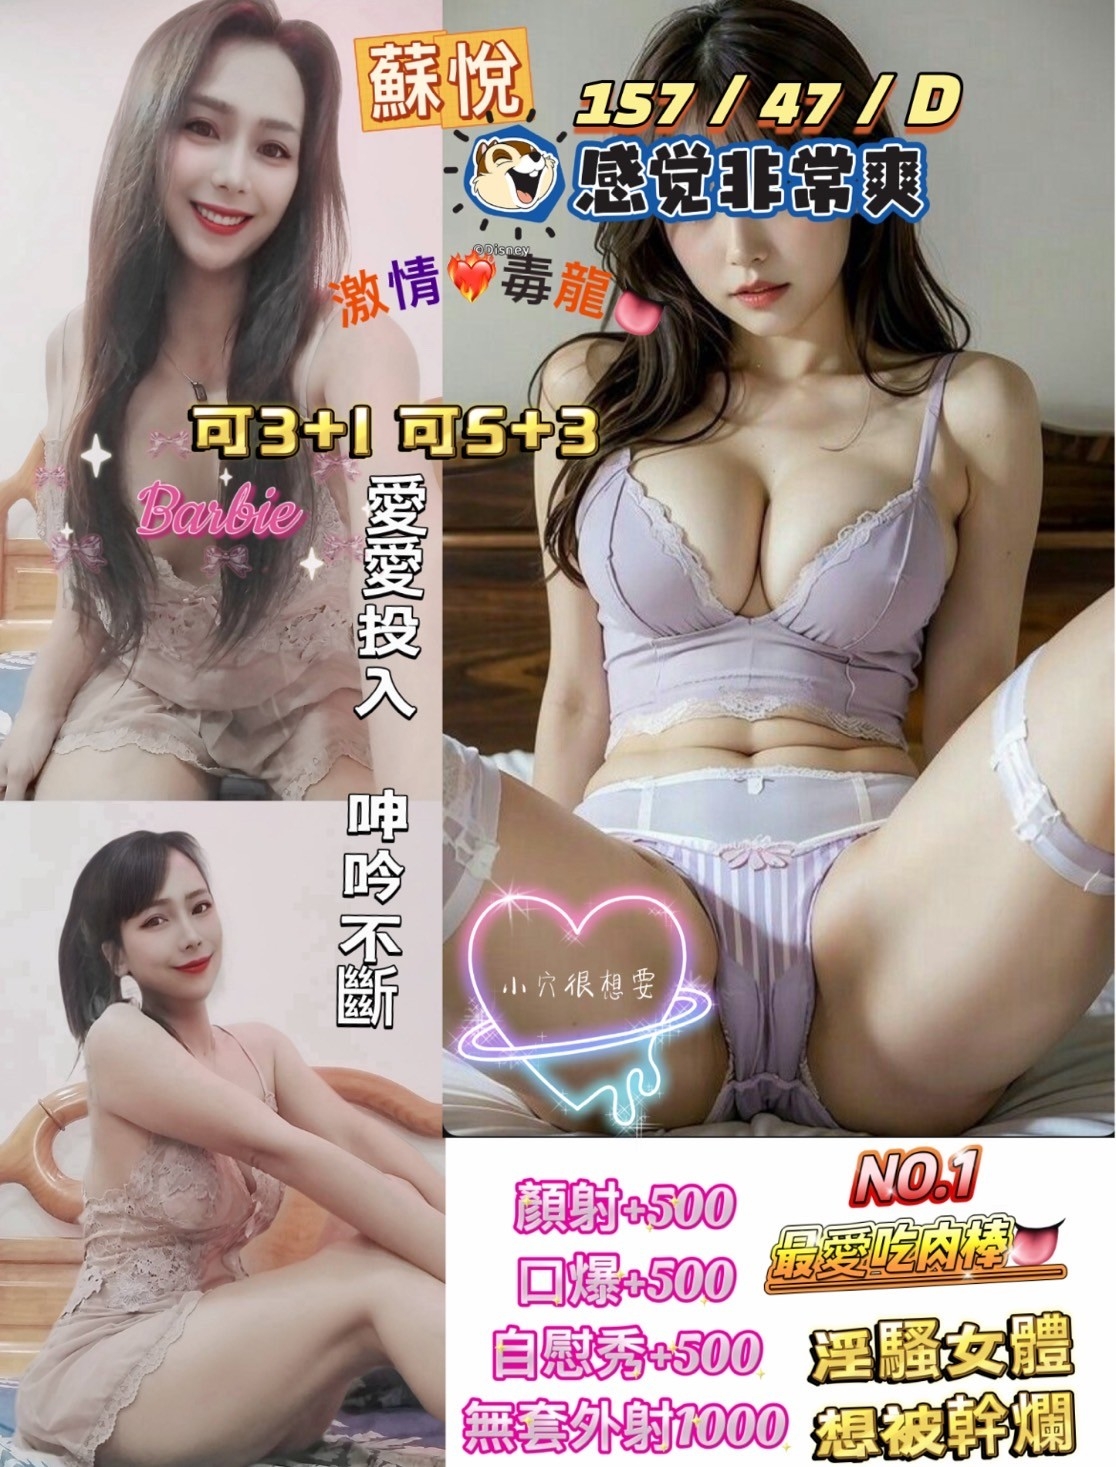 蘇悅
157 / 47 / D
感觉非常爽
©Disney
激情毒龍
可3+1 可5+3
Barbie
愛愛投入
呻吟不斷
小穴很想要
顏射+500
口爆+500
自慰秀+500
無套外射1000
NO.1
最愛吃肉棒
淫騷女體
想被幹爛